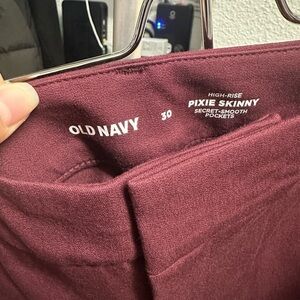 OLD NAVY
30
HIGH-RISE
PIXIE SKINNY
SECRET-SMOOTH
POCKETS